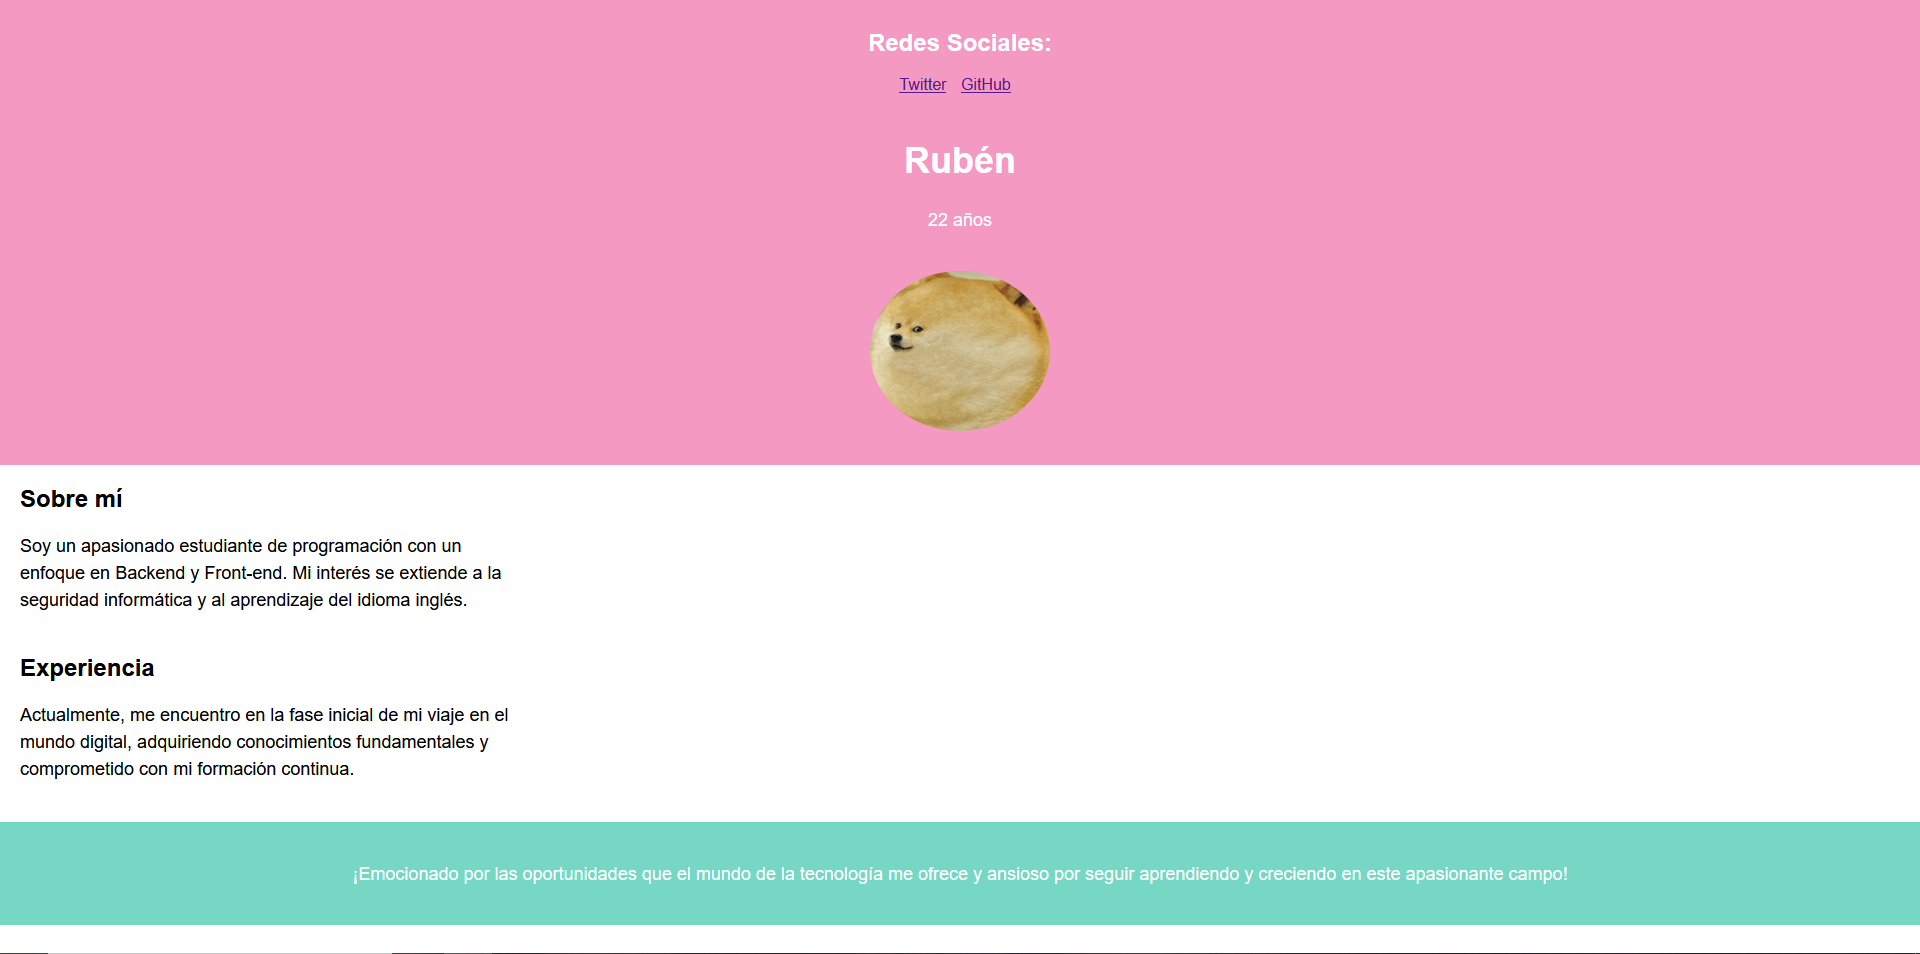 Redes Sociales:
Twitter GitHub
Rubén
22 años
Sobre mí
Soy un apasionado estudiante de programación con un
enfoque en Backend y Front-end. Mi interés se extiende a la
seguridad informática y al aprendizaje del idioma inglés.
Experiencia
Actualmente, me encuentro en la fase inicial de mi viaje en el
mundo digital, adquiriendo conocimientos fundamentales y
comprometido con mi formación continua.
¡Emocionado por las oportunidades que el mundo de la tecnología me ofrece y ansioso por seguir aprendiendo y creciendo en este apasionante campo!